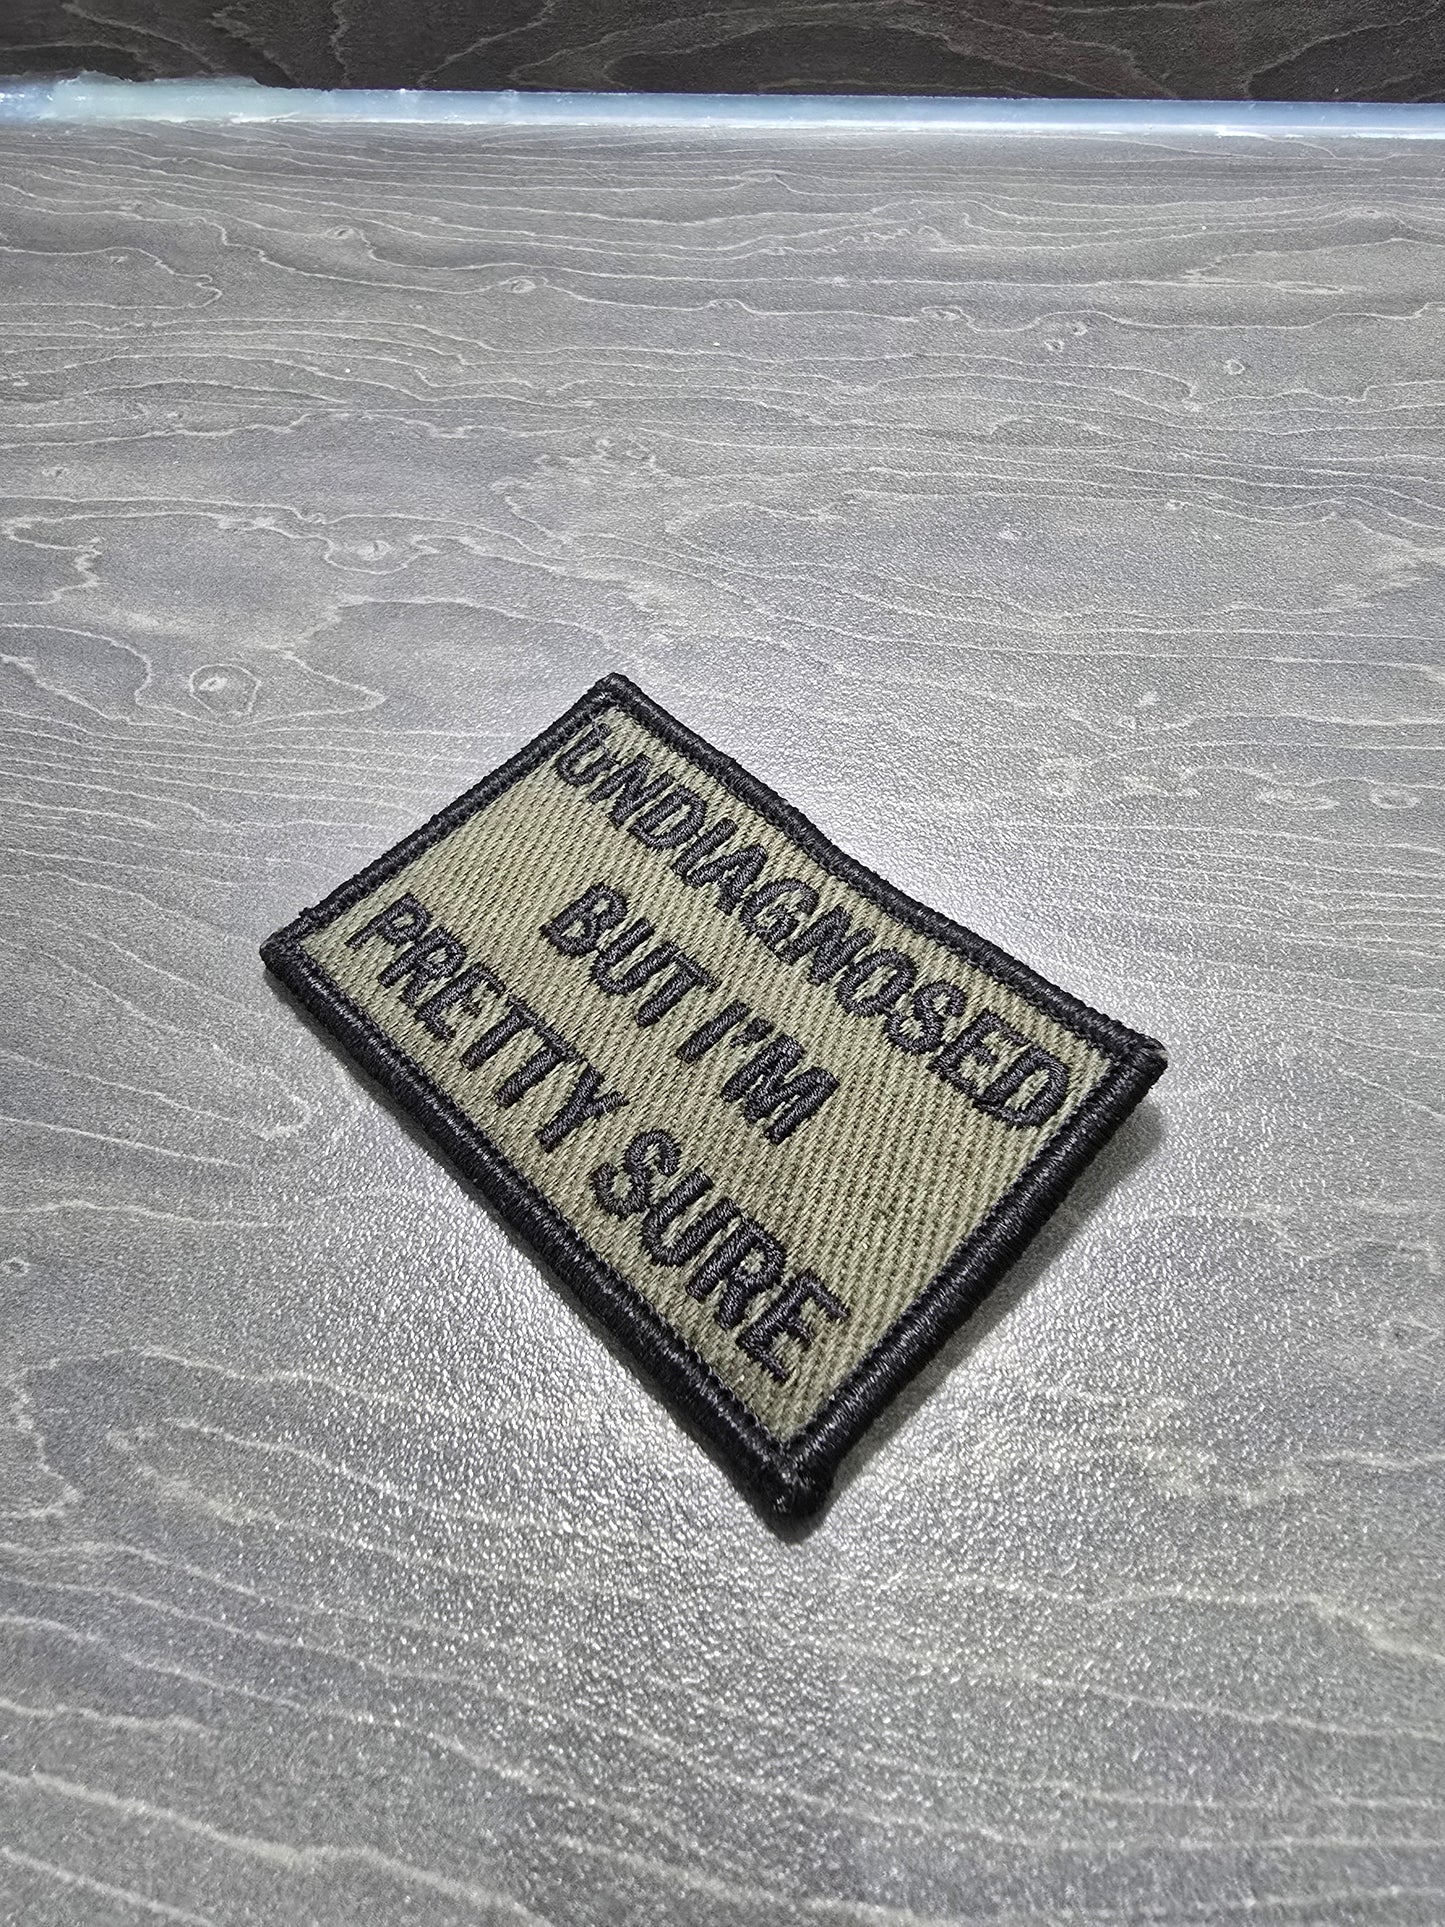 UNDIAGNOSED
BUT I'M
PRETTY SURE